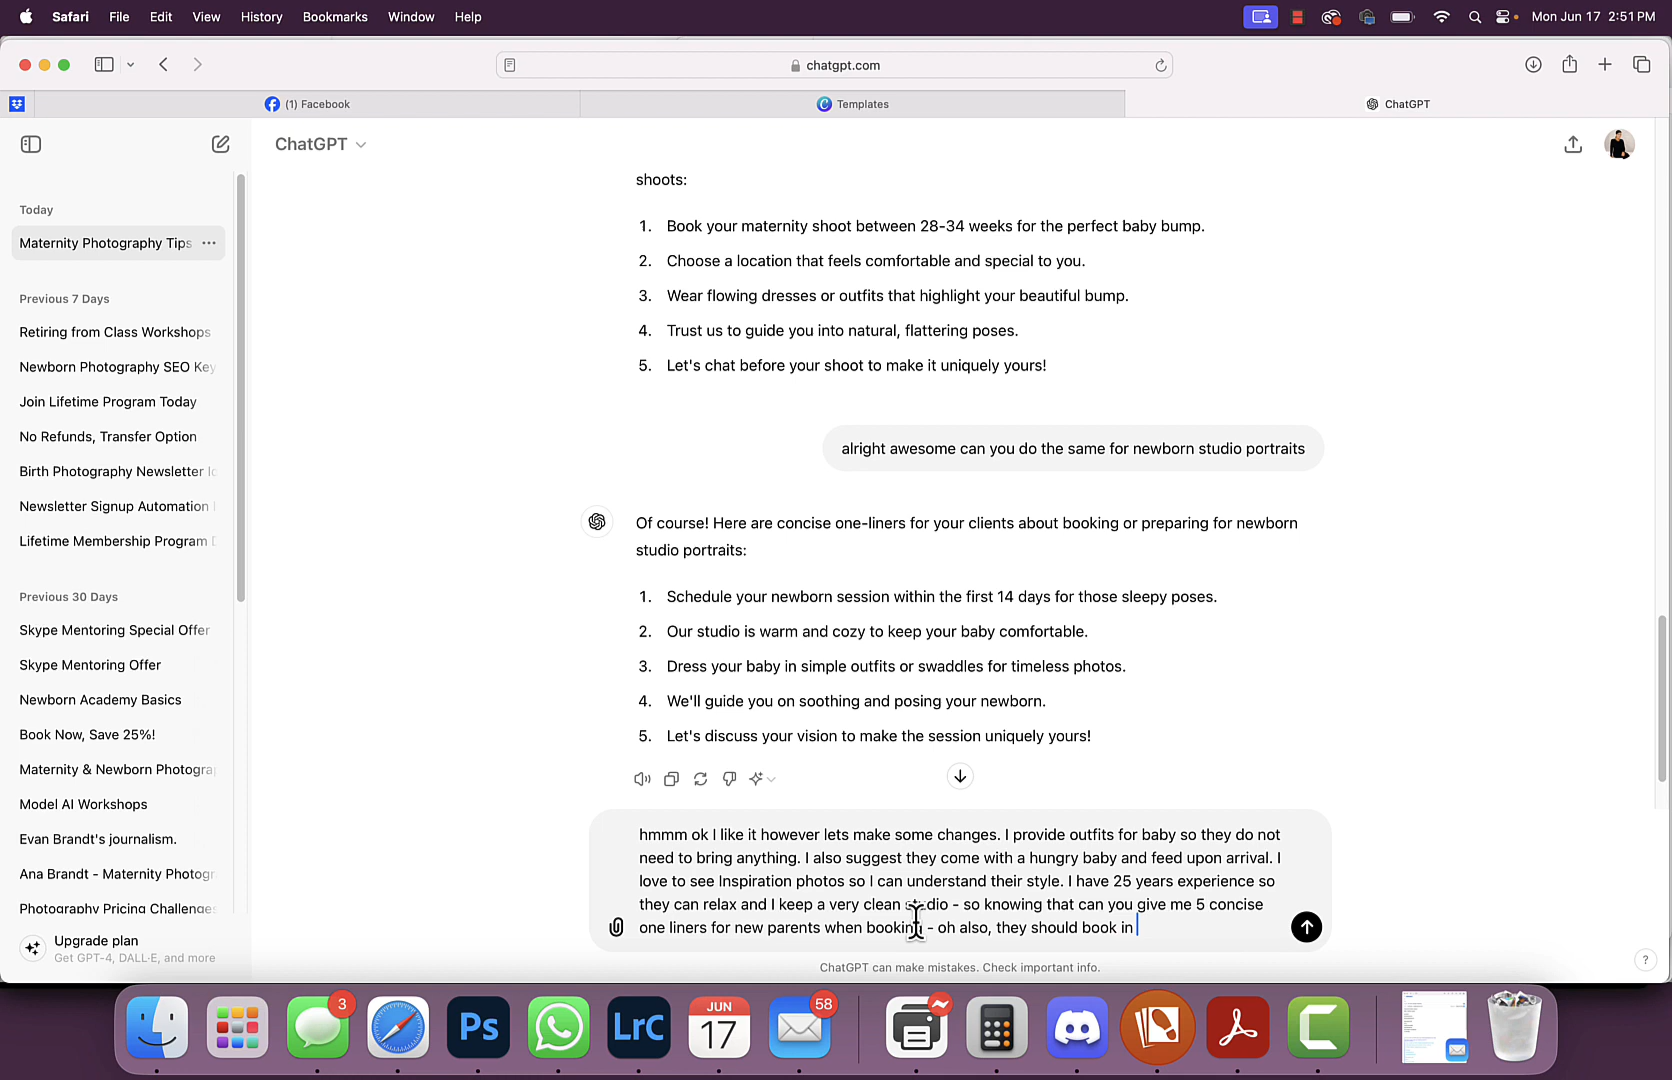 Safari File Edit View History Bookmarks Window Help Mon Jun 17 2:51 PM
chatgpt.com
(1) Facebook
Templates
ChatGPT
ChatGPT
Today
Maternity Photography Tips
Previous 7 Days
Retiring from Class Workshops
Newborn Photography SEO Key
Join Lifetime Program Today
No Refunds, Transfer Option
Birth Photography Newsletter
Newsletter Signup Automation
Lifetime Membership Program
Previous 30 Days
Skype Mentoring Special Offer
Skype Mentoring Offer
Newborn Academy Basics
Book Now, Save 25%!
Maternity & Newborn Photogra
Model AI Workshops
Evan Brandt's journalism.
Ana Brandt - Maternity Photogr
Photography Pricing Challenges
Upgrade plan
Get GPT-4, DALL·E, and more
shoots:
1. Book your maternity shoot between 28-34 weeks for the perfect baby bump.
2. Choose a location that feels comfortable and special to you.
3. Wear flowing dresses or outfits that highlight your beautiful bump.
4. Trust us to guide you into natural, flattering poses.
5. Let's chat before your shoot to make it uniquely yours!
alright awesome can you do the same for newborn studio portraits
Of course! Here are concise one-liners for your clients about booking or preparing for newborn
studio portraits:
1. Schedule your newborn session within the first 14 days for those sleepy poses.
2. Our studio is warm and cozy to keep your baby comfortable.
3. Dress your baby in simple outfits or swaddles for timeless photos.
4. We'll guide you on soothing and posing your newborn.
5. Let's discuss your vision to make the session uniquely yours!
hmmm ok I like it however lets make some changes. I provide outfits for baby so they do not
need to bring anything. I also suggest they come with a hungry baby and feed upon arrival. I
love to see Inspiration photos so I can understand their style. I have 25 years experience so
they can relax and I keep a very clean studio - so knowing that can you give me 5 concise
one liners for new parents when booking - oh also, they should book in
ChatGPT can make mistakes. Check important info.
?
3
Ps
LrC
JUN
17
58